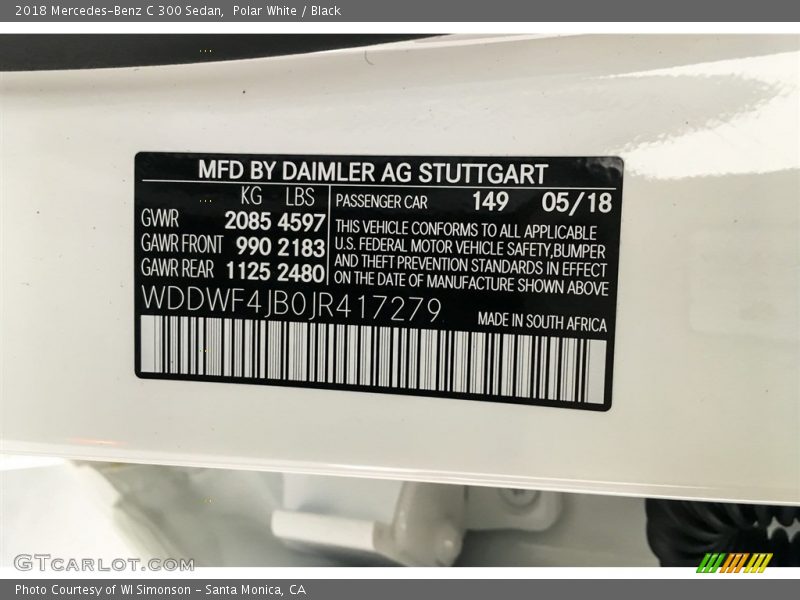 2018 Mercedes-Benz C 300 Sedan,  Polar White / Black
MFD BY DAIMLER AG STUTTGART
KG LBS
GVWR 2085 4597
GAWR FRONT 990 2183
GAWR REAR 1125 2480
PASSENGER CAR 149 05/18
THIS VEHICLE CONFORMS TO ALL APPLICABLE
U.S. FEDERAL MOTOR VEHICLE SAFETY,BUMPER
AND THEFT PREVENTION STANDARDS IN EFFECT
ON THE DATE OF MANUFACTURE SHOWN ABOVE
WDDWF4JB0JR417279
MADE IN SOUTH AFRICA
GTcarlot.com
Photo Courtesy of WI Simonson - Santa Monica, CA